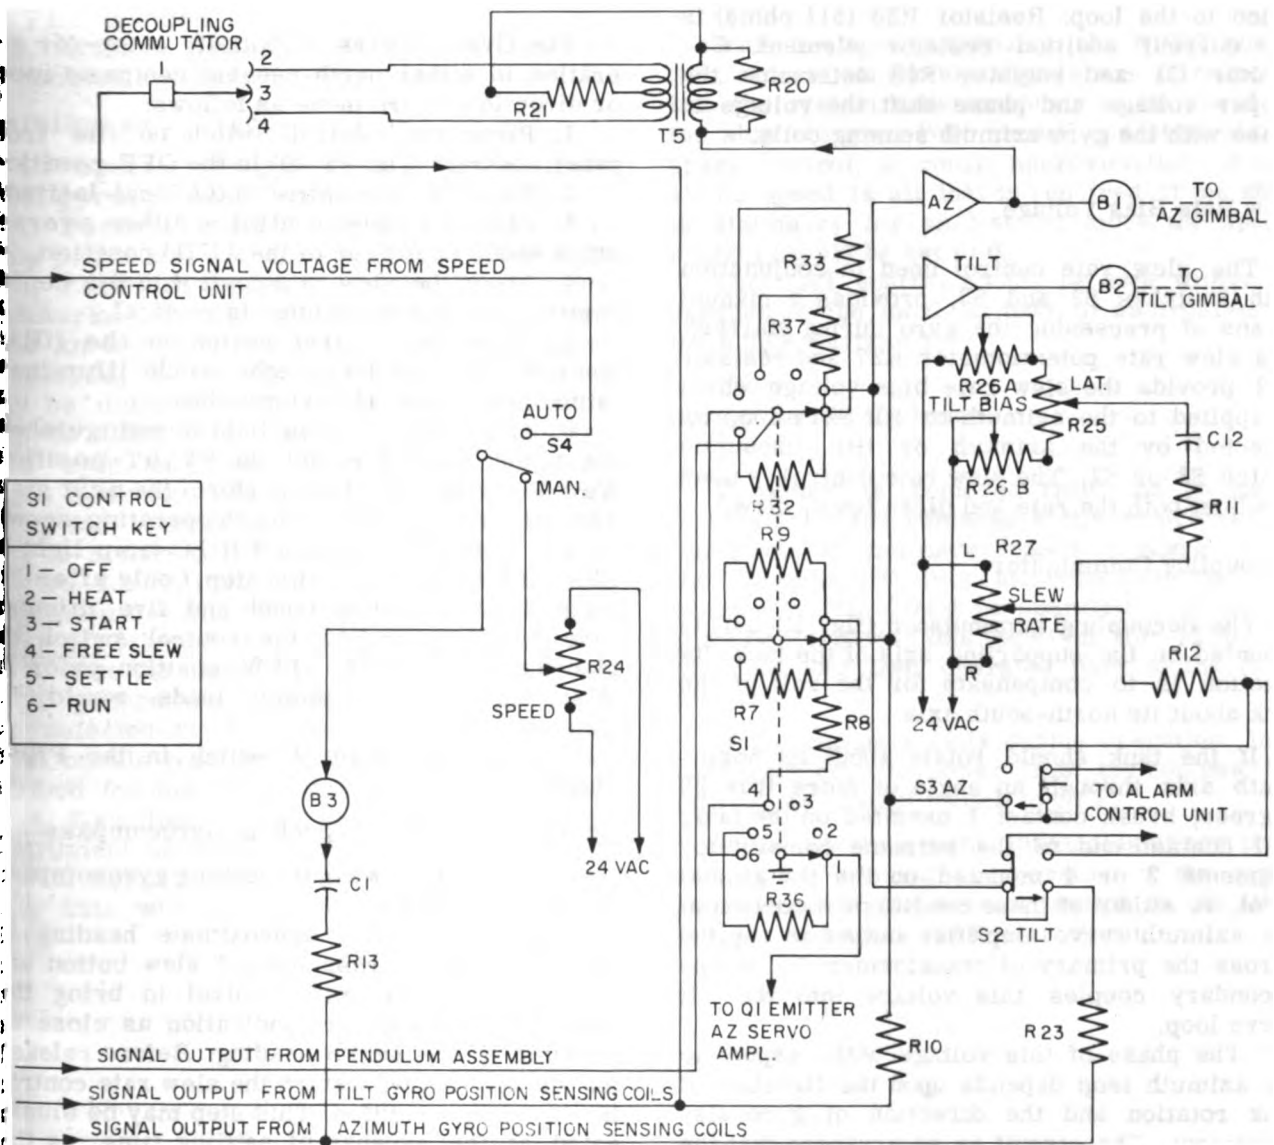 DECOUPLING
COMMUTATOR
1
2
3
4
R21
R20
T5
SPEED SIGNAL VOLTAGE FROM SPEED
CONTROL UNIT
AZ
B1
TO
AZ GIMBAL
TILT
B2
TO
TILT GIMBAL
R33
R37
R26A
TILT BIAS
LAT.
R25
C12
R26 B
R11
AUTO
S4
MAN.
R32
R9
S1 CONTROL
SWITCH KEY
1 – OFF
2 – HEAT
3 – START
4 – FREE SLEW
5 – SETTLE
6 – RUN
R27
SLEW
RATE
R12
R24
SPEED
R7
R8
S1
24 VAC
B3
24 VAC
4
3
5
2
6
S3 AZ
TO ALARM
CONTROL UNIT
C1
R36
S2 TILT
R13
TO Q1 EMITTER
AZ SERVO
AMPL.
R10
R23
SIGNAL OUTPUT FROM PENDULUM ASSEMBLY
SIGNAL OUTPUT FROM TILT GYRO POSITION SENSING COILS
SIGNAL OUTPUT FROM AZIMUTH GYRO POSITION SENSING COILS